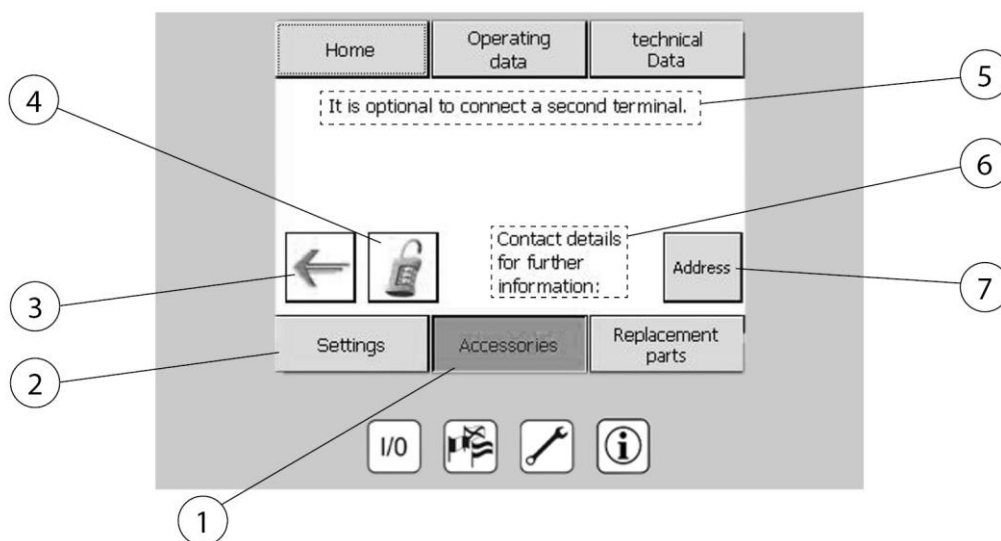 Home
Operating
data
technical
Data
It is optional to connect a second terminal.
4
5
6
Contact details
for further
information:
Address
3
7
Settings
Accessories
Replacement
parts
2
I/0
i
1